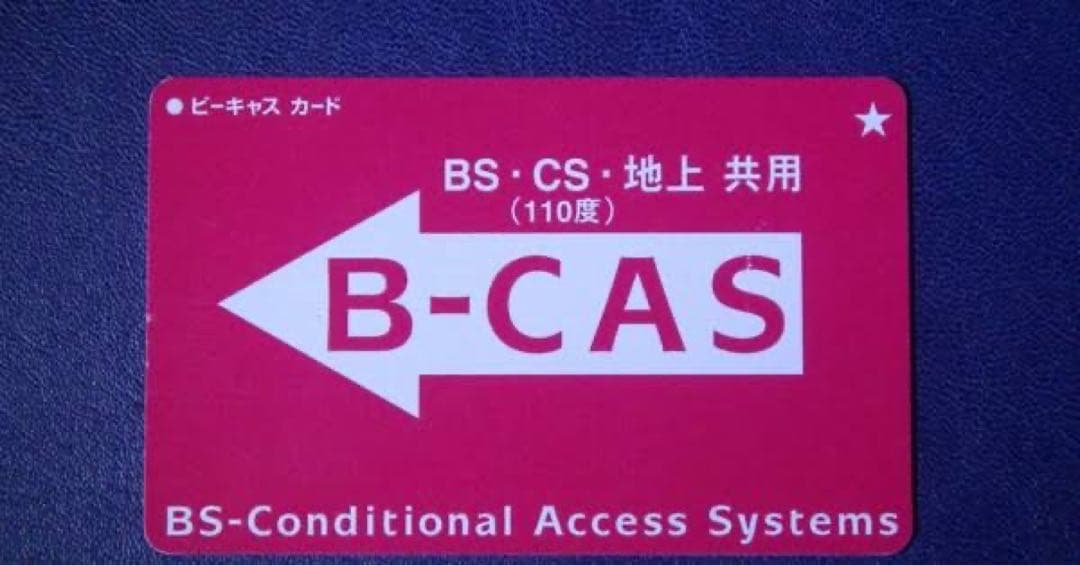 ● ビーキャス カード
★
BS・CS・地上 共用
（110度）
B-CAS
BS-Conditional Access Systems